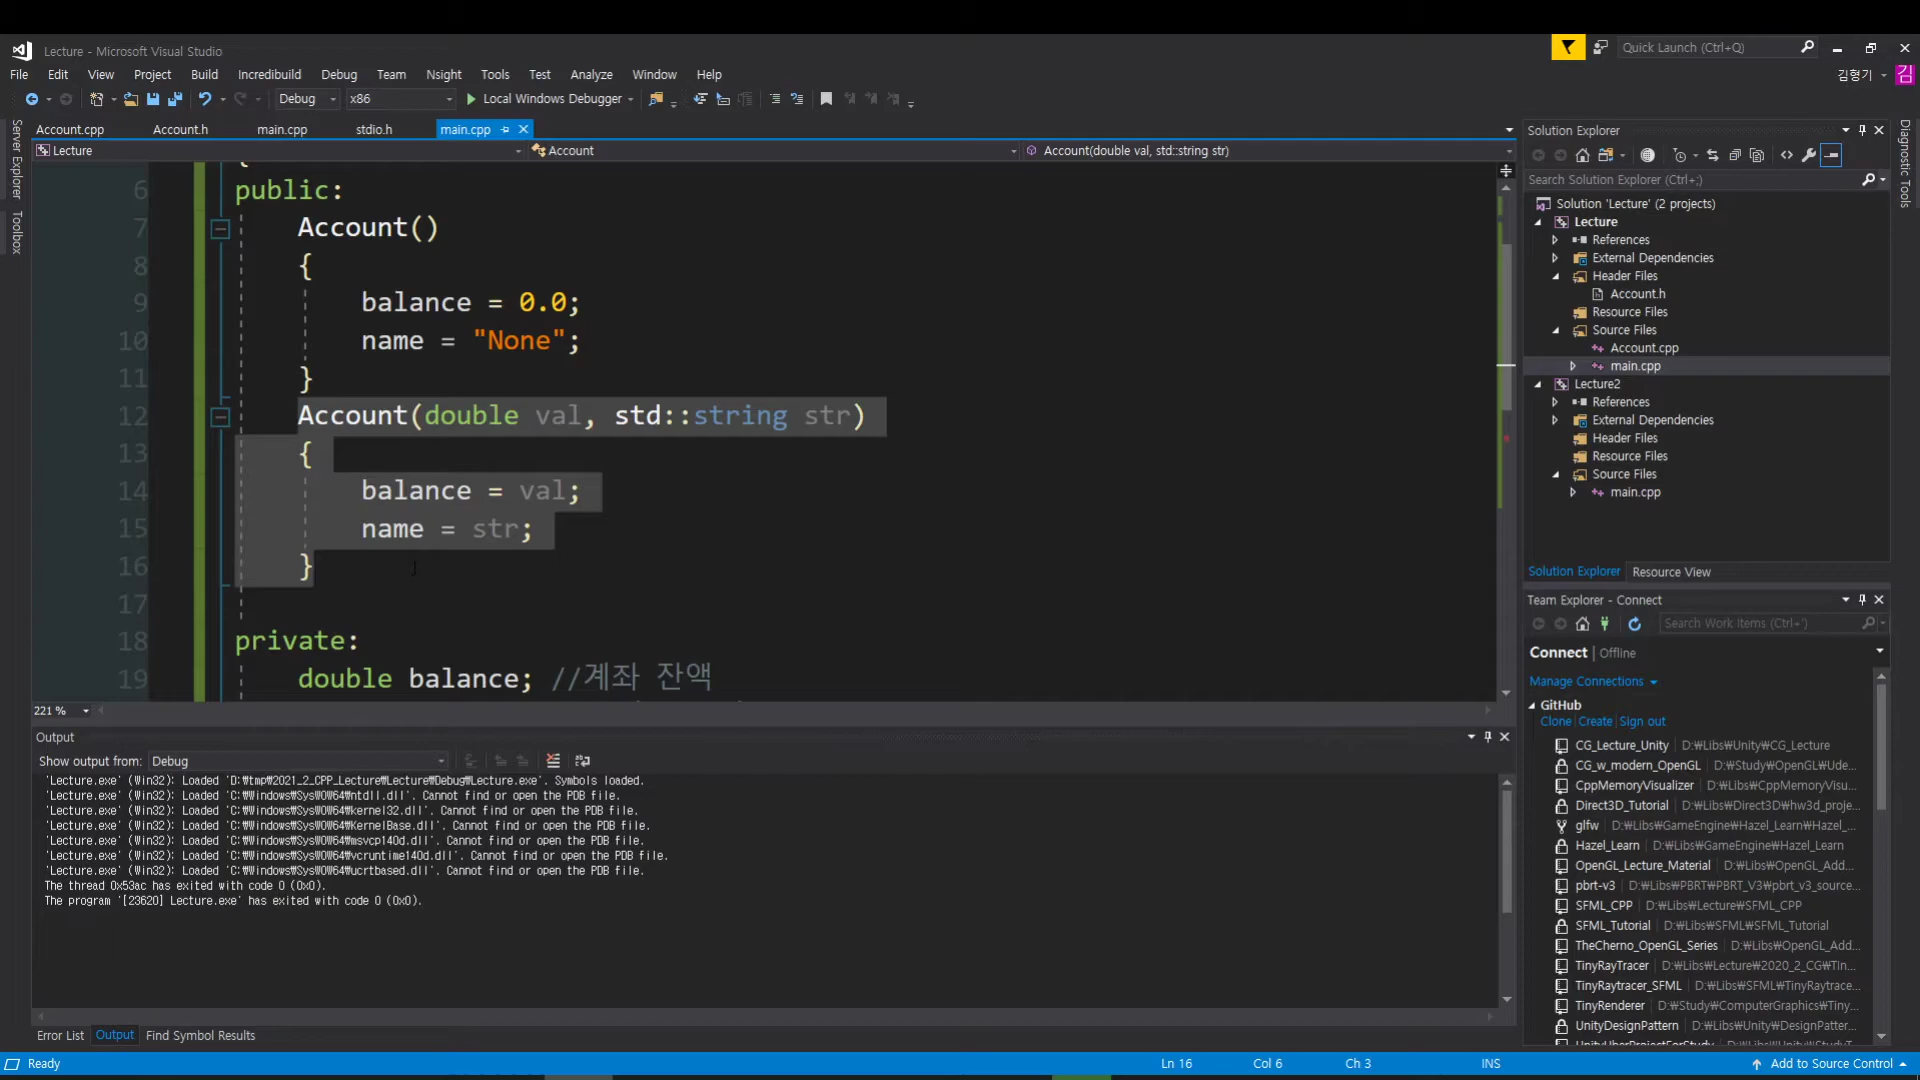 Lecture - Microsoft Visual Studio
Quick Launch (Ctrl+Q)
File Edit View Project Build Incredibuild Debug Team Nsight Tools Test Analyze Window Help
김형기 김
Debug x86 Local Windows Debugger
Account.cpp Account.h main.cpp stdio.h main.cpp
Lecture Account Account(double val, std::string str)
Server Explorer
Toolbox
6 public:
7 Account()
8 {
9 balance = 0.0;
10 name = "None";
11 }
12 Account(double val, std::string str)
13 {
14 balance = val;
15 name = str;
16 }
17
18 private:
19 double balance; //계좌 잔액
221 %
Output
Show output from: Debug
'Lecture.exe' (Win32): Loaded 'D:₩tmp₩2021_2_CPP_Lecture₩Lecture₩Debug₩Lecture.exe'. Symbols loaded.
'Lecture.exe' (Win32): Loaded 'C:₩Windows₩SysWOW64₩ntdll.dll'. Cannot find or open the PDB file.
'Lecture.exe' (Win32): Loaded 'C:₩Windows₩SysWOW64₩kernel32.dll'. Cannot find or open the PDB file.
'Lecture.exe' (Win32): Loaded 'C:₩Windows₩SysWOW64₩KernelBase.dll'. Cannot find or open the PDB file.
'Lecture.exe' (Win32): Loaded 'C:₩Windows₩SysWOW64₩msvcp140d.dll'. Cannot find or open the PDB file.
'Lecture.exe' (Win32): Loaded 'C:₩Windows₩SysWOW64₩vcruntime140d.dll'. Cannot find or open the PDB file.
'Lecture.exe' (Win32): Loaded 'C:₩Windows₩SysWOW64₩ucrtbased.dll'. Cannot find or open the PDB file.
The thread 0x53ac has exited with code 0 (0x0).
The program '[23620] Lecture.exe' has exited with code 0 (0x0).
Error List Output Find Symbol Results
Solution Explorer
Search Solution Explorer (Ctrl+;)
Solution 'Lecture' (2 projects)
Lecture
References
External Dependencies
Header Files
Account.h
Resource Files
Source Files
Account.cpp
main.cpp
Lecture2
References
External Dependencies
Header Files
Resource Files
Source Files
main.cpp
Solution Explorer Resource View
Team Explorer - Connect
Search Work Items (Ctrl+')
Connect | Offline
Manage Connections
GitHub
Clone | Create | Sign out
CG_Lecture_Unity | D:₩Libs₩Unity₩CG_Lecture
CG_w_modern_OpenGL | D:₩Study₩OpenGL₩Ude...
CppMemoryVisualizer | D:₩Libs₩CppMemoryVisu...
Direct3D_Tutorial | D:₩Libs₩Direct3D₩hw3d_proje...
glfw | D:₩Libs₩GameEngine₩Hazel_Learn₩Hazel_...
Hazel_Learn | D:₩Libs₩GameEngine₩Hazel_Learn
OpenGL_Lecture_Material | D:₩Libs₩OpenGL_Add...
pbrt-v3 | D:₩Libs₩PBRT₩PBRT_V3₩pbrt_v3_source...
SFML_CPP | D:₩Libs₩Lecture₩SFML_CPP
SFML_Tutorial | D:₩Libs₩SFML₩SFML_Tutorial
TheCherno_OpenGL_Series | D:₩Libs₩OpenGL_Add...
TinyRayTracer | D:₩Libs₩Lecture₩2020_2_CG₩TIn...
TinyRaytracer_SFML | D:₩Libs₩SFML₩TinyRaytrace...
TinyRenderer | D:₩Study₩ComputerGraphics₩Tiny...
UnityDesignPattern | D:₩Libs₩Unity₩DesignPatter...
Diagnostic Tools
Ready Ln 16 Col 6 Ch 3 INS Add to Source Control